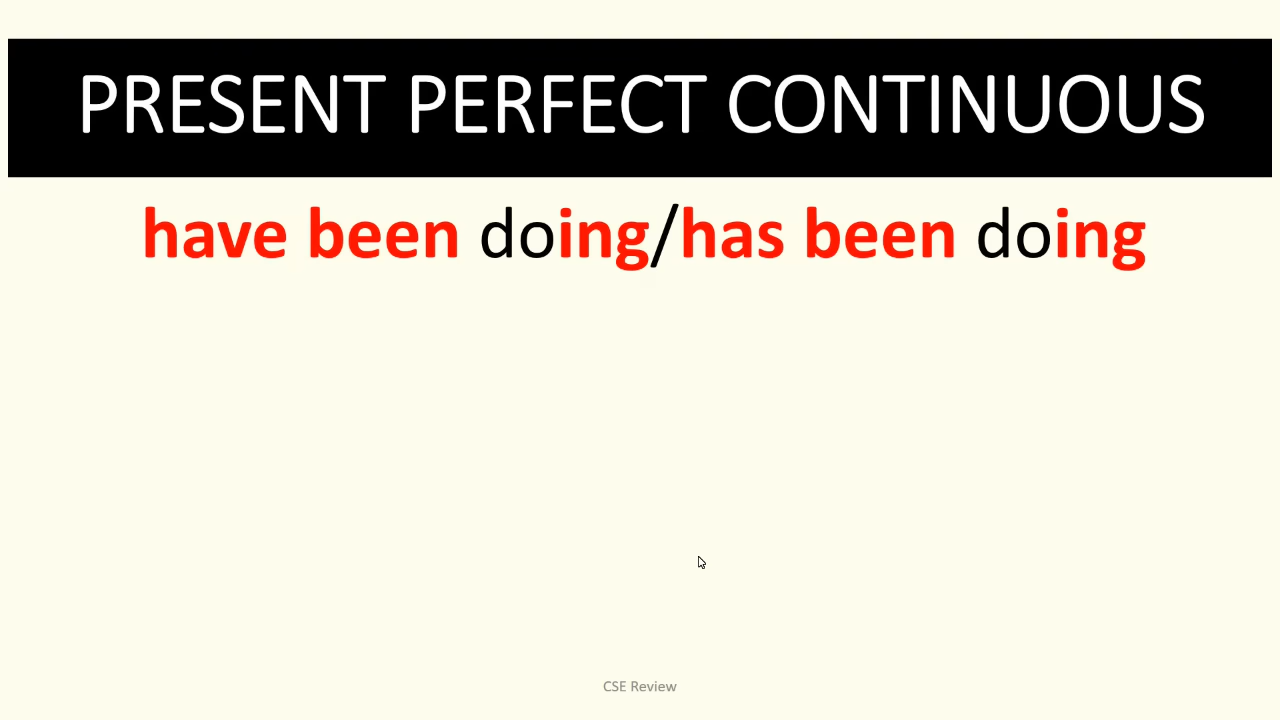 PRESENT PERFECT CONTINUOUS
have been doing/has been doing
CSE Review